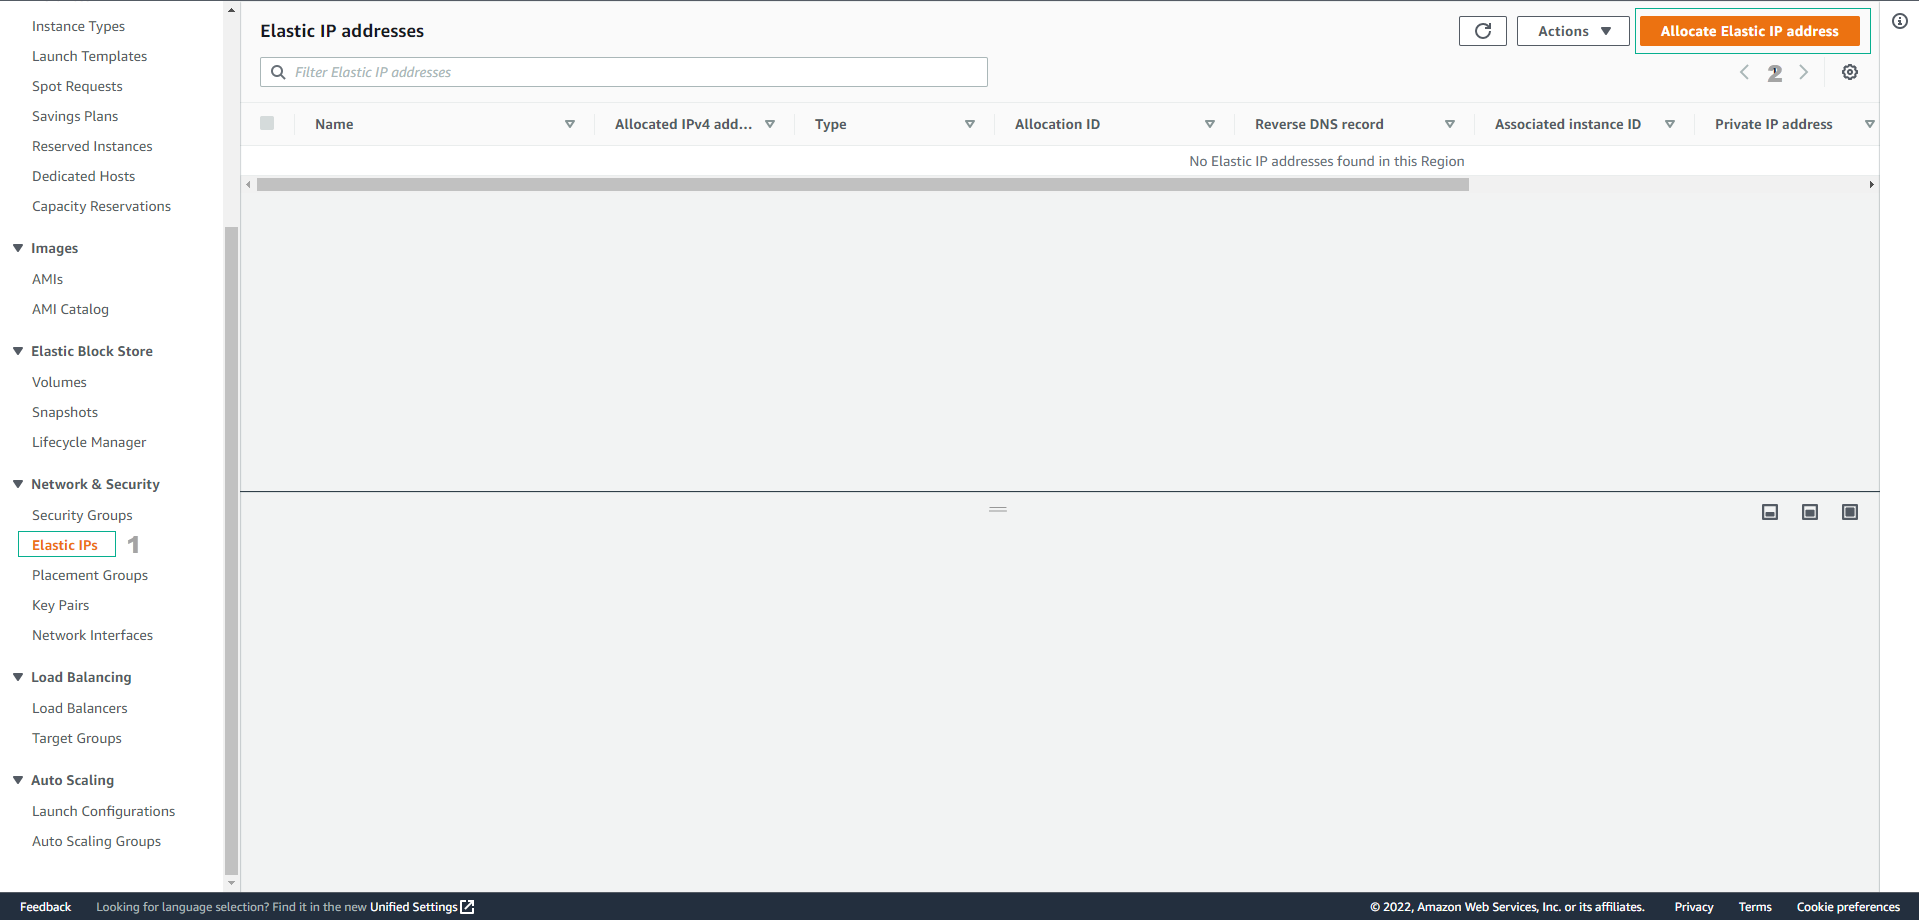 Instance Types
Launch Templates
Spot Requests
Savings Plans
Reserved Instances
Dedicated Hosts
Capacity Reservations
Images
AMIs
AMI Catalog
Elastic Block Store
Volumes
Snapshots
Lifecycle Manager
Network & Security
Security Groups
Elastic IPs 1
Placement Groups
Key Pairs
Network Interfaces
Load Balancing
Load Balancers
Target Groups
Auto Scaling
Launch Configurations
Auto Scaling Groups
Elastic IP addresses
Actions
Allocate Elastic IP address
Filter Elastic IP addresses
2
Name Allocated IPv4 add... Type Allocation ID Reverse DNS record Associated instance ID Private IP address
No Elastic IP addresses found in this Region
Feedback Looking for language selection? Find it in the new Unified Settings © 2022, Amazon Web Services, Inc. or its affiliates. Privacy Terms Cookie preferences